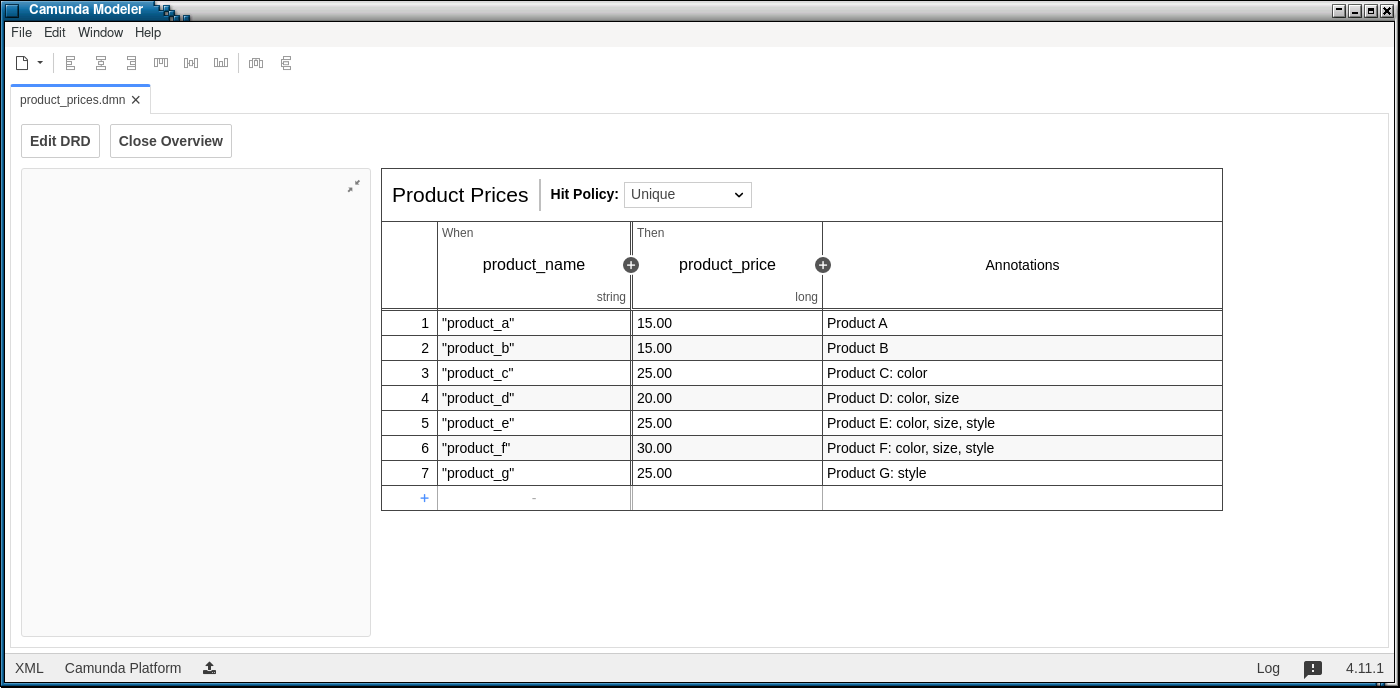 Camunda Modeler
File Edit Window Help
product_prices.dmn
Edit DRD Close Overview
Product Prices Hit Policy: Unique
When Then
product_name + product_price + Annotations
string long
1 "product_a" 15.00 Product A
2 "product_b" 15.00 Product B
3 "product_c" 25.00 Product C: color
4 "product_d" 20.00 Product D: color, size
5 "product_e" 25.00 Product E: color, size, style
6 "product_f" 30.00 Product F: color, size, style
7 "product_g" 25.00 Product G: style
+ -
XML Camunda Platform Log 4.11.1